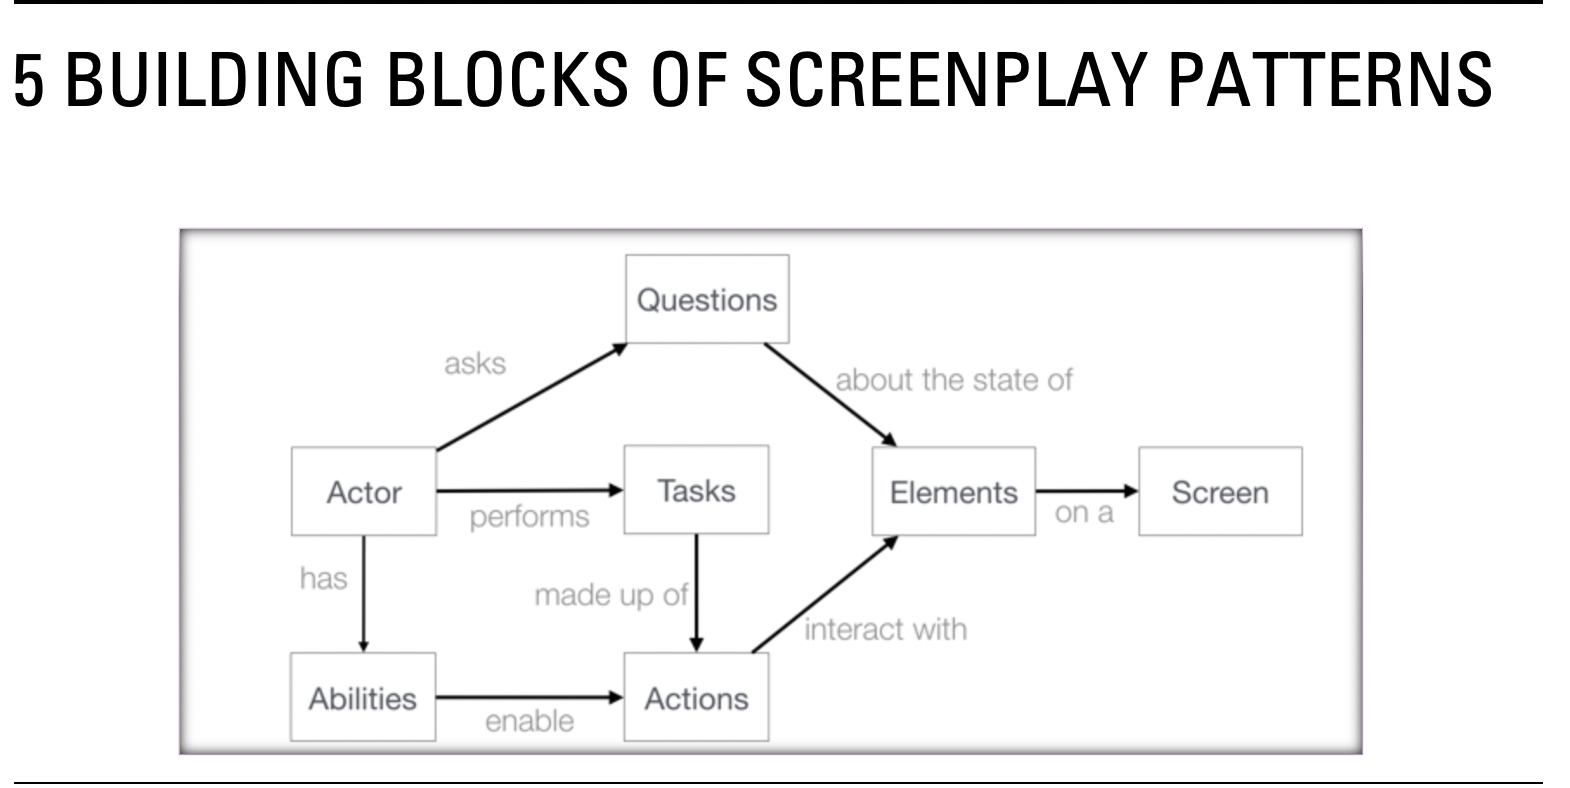 5 BUILDING BLOCKS OF SCREENPLAY PATTERNS
Questions
asks
about the state of
Actor
Tasks
Elements
Screen
performs
on a
has
made up of
interact with
Abilities
Actions
enable